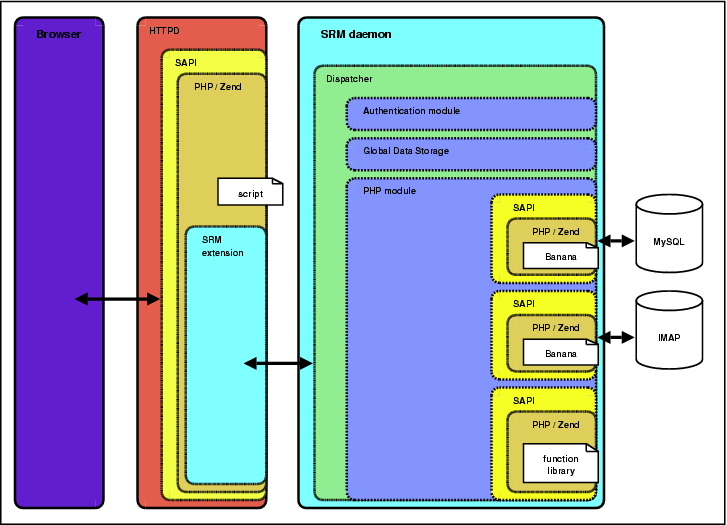 Browser
HTTPD
SAPI
PHP / Zend
script
SRM
extension
SRM daemon
Dispatcher
Authentication module
Global Data Storage
PHP module
SAPI
PHP / Zend
Banana
MySQL
SAPI
PHP / Zend
Banana
IMAP
SAPI
PHP / Zend
function
library